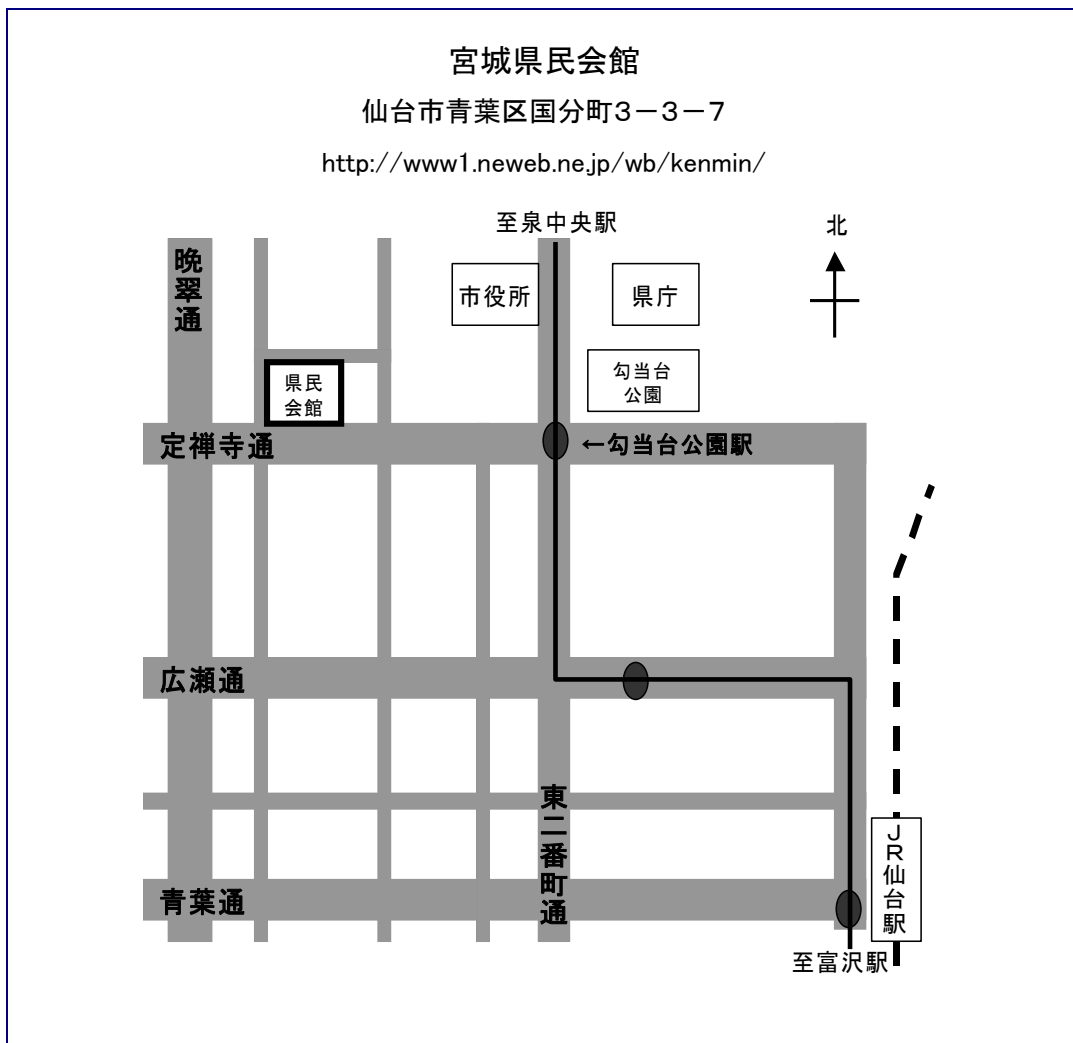 宮城県民会館
仙台市青葉区国分町3－3－7
http://www1.neweb.ne.jp/wb/kenmin/
至泉中央駅
北
晩翠通
市役所
県庁
県民
会館
勾当台
公園
定禅寺通
←勾当台公園駅
広瀬通
東二番町通
JR仙台駅
青葉通
至富沢駅